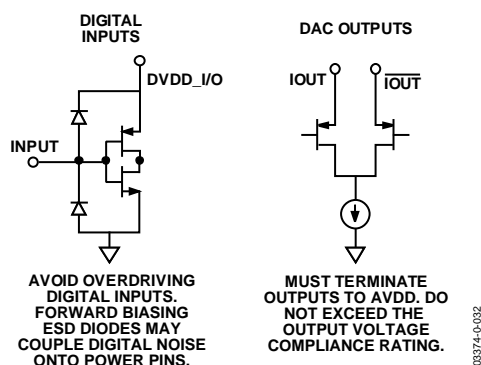 DIGITAL
INPUTS
DVDD_I/O
INPUT
AVOID OVERDRIVING
DIGITAL INPUTS.
FORWARD BIASING
ESD DIODES MAY
COUPLE DIGITAL NOISE
ONTO POWER PINS.
DAC OUTPUTS
IOUT
IOUT
MUST TERMINATE
OUTPUTS TO AVDD. DO
NOT EXCEED THE
OUTPUT VOLTAGE
COMPLIANCE RATING.
03374-0-032